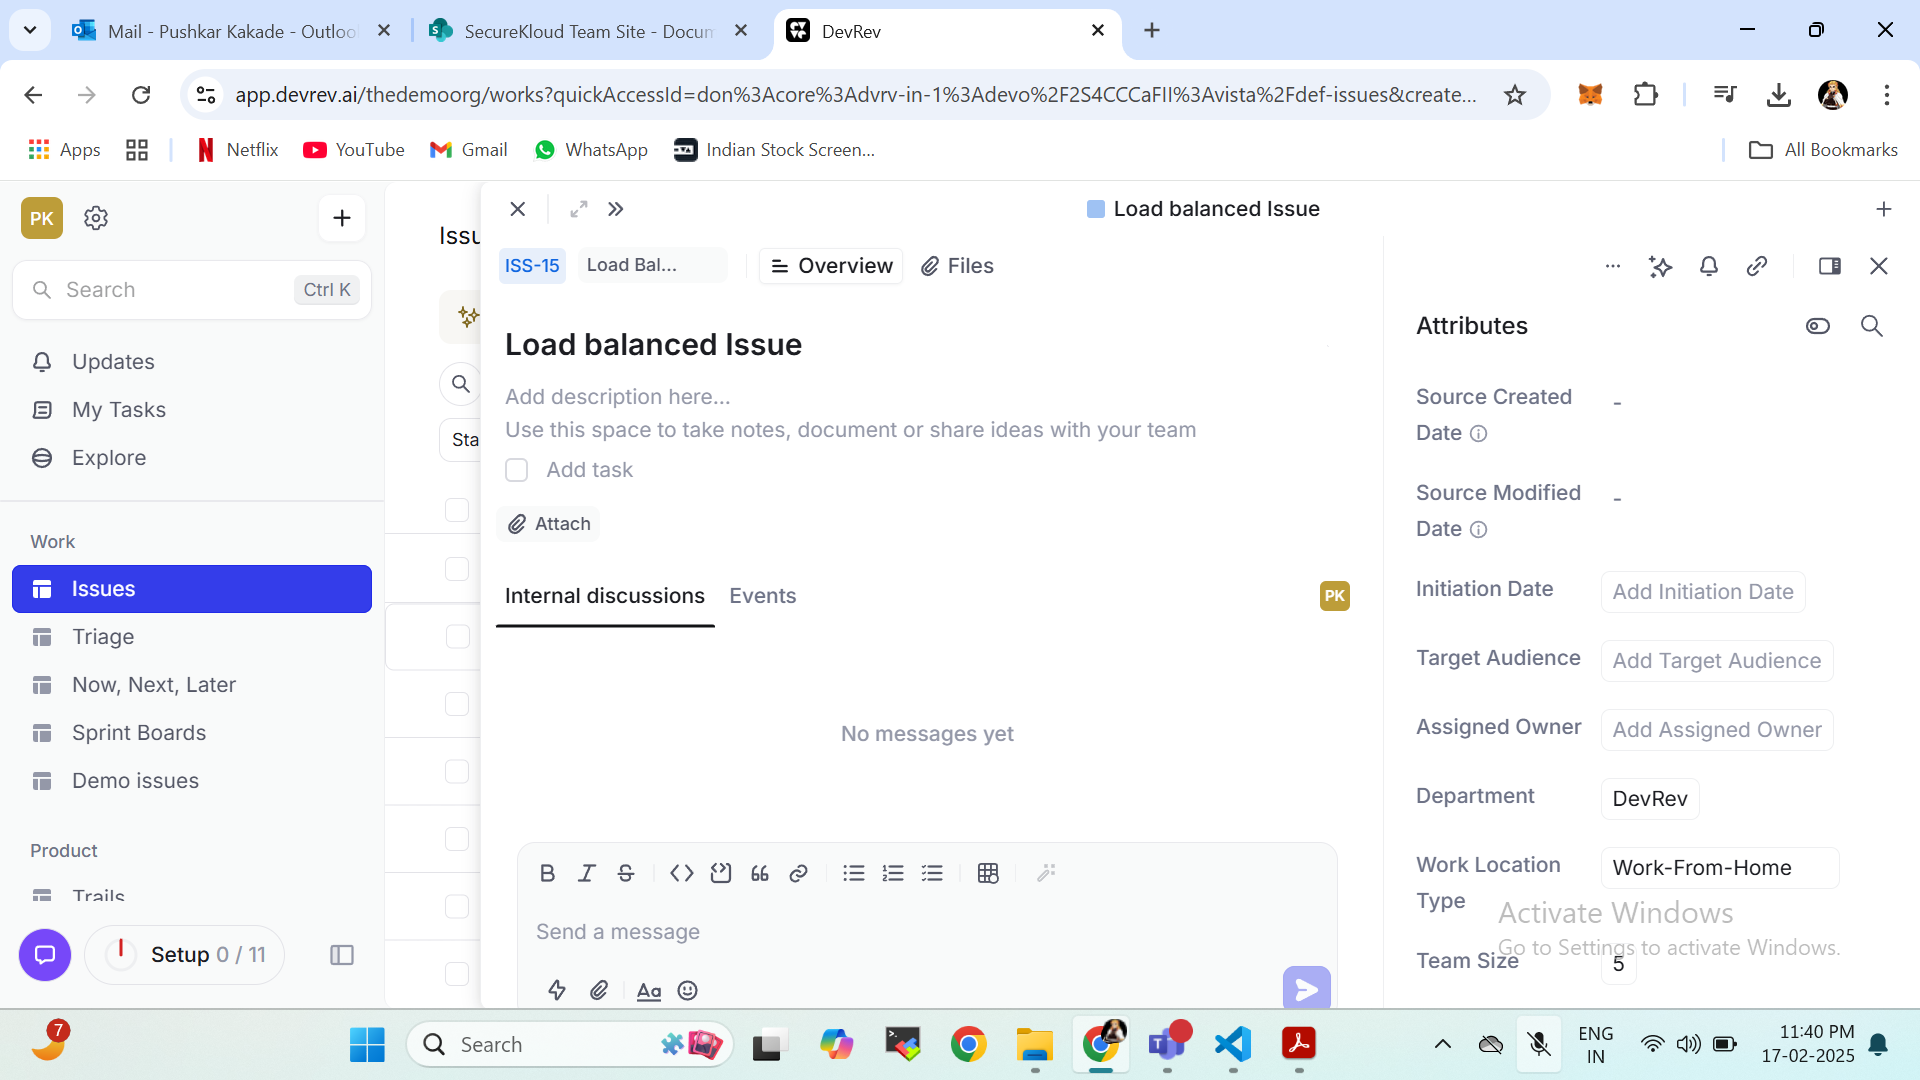 Mail - Pushkar Kakade - Outloo
SecureKloud Team Site - Docum
DevRev
app.devrev.ai/thedemoorg/works?quickAccessId=don%3Acore%3Advrv-in-1%3Adevo%2F2S4CCCaFII%3Avista%2Fdef-issues&create...
Apps
Netflix
YouTube
Gmail
WhatsApp
Indian Stock Screen...
All Bookmarks
PK
Search
Ctrl K
Updates
My Tasks
Explore
Work
Issues
Triage
Now, Next, Later
Sprint Boards
Demo issues
Product
Trails
Setup 0 / 11
Issu
Sta
Load balanced Issue
ISS-15
Load Bal...
Overview
Files
Load balanced Issue
Add description here...
Use this space to take notes, document or share ideas with your team
Add task
Attach
Internal discussions
Events
PK
No messages yet
Send a message
Aa
Attributes
Source Created
Date
-
Source Modified
Date
-
Initiation Date
Add Initiation Date
Target Audience
Add Target Audience
Assigned Owner
Add Assigned Owner
Department
DevRev
Work Location
Type
Work-From-Home
Team Size
5
Activate Windows
Go to Settings to activate Windows.
7
Search
ENG
IN
11:40 PM
17-02-2025